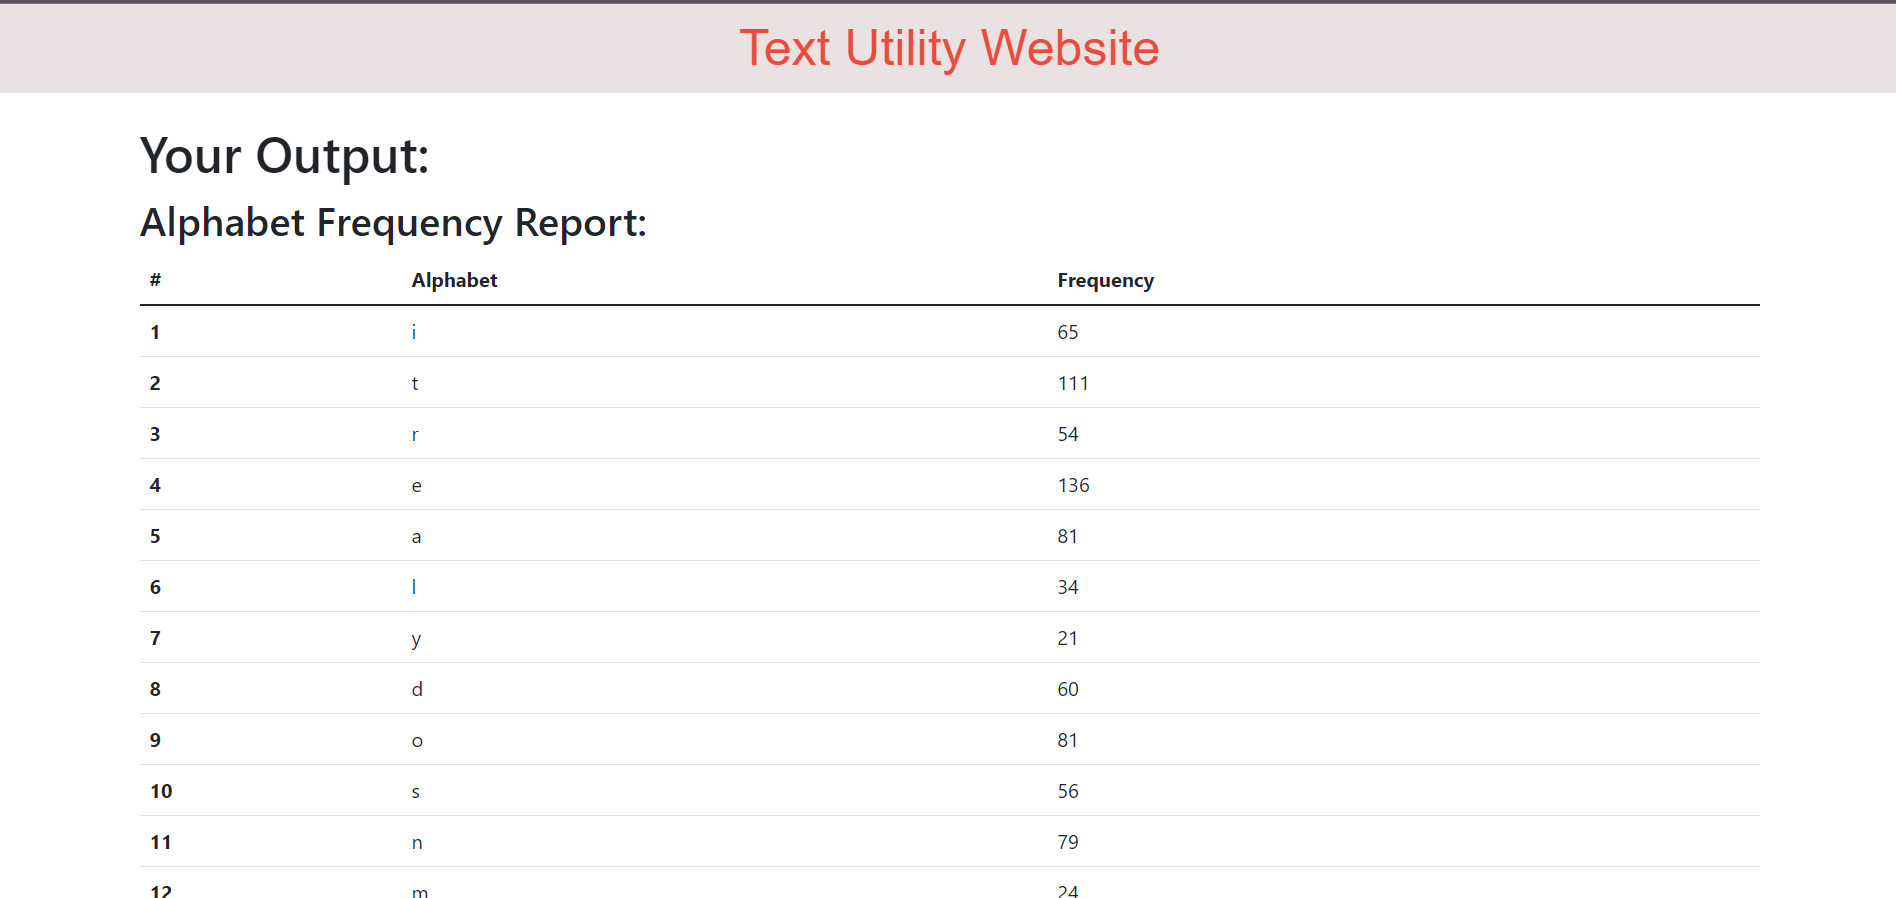 Text Utility Website
Your Output:
Alphabet Frequency Report:
# Alphabet Frequency
1 i 65
2 t 111
3 r 54
4 e 136
5 a 81
6 l 34
7 y 21
8 d 60
9 o 81
10 s 56
11 n 79
12 m 24